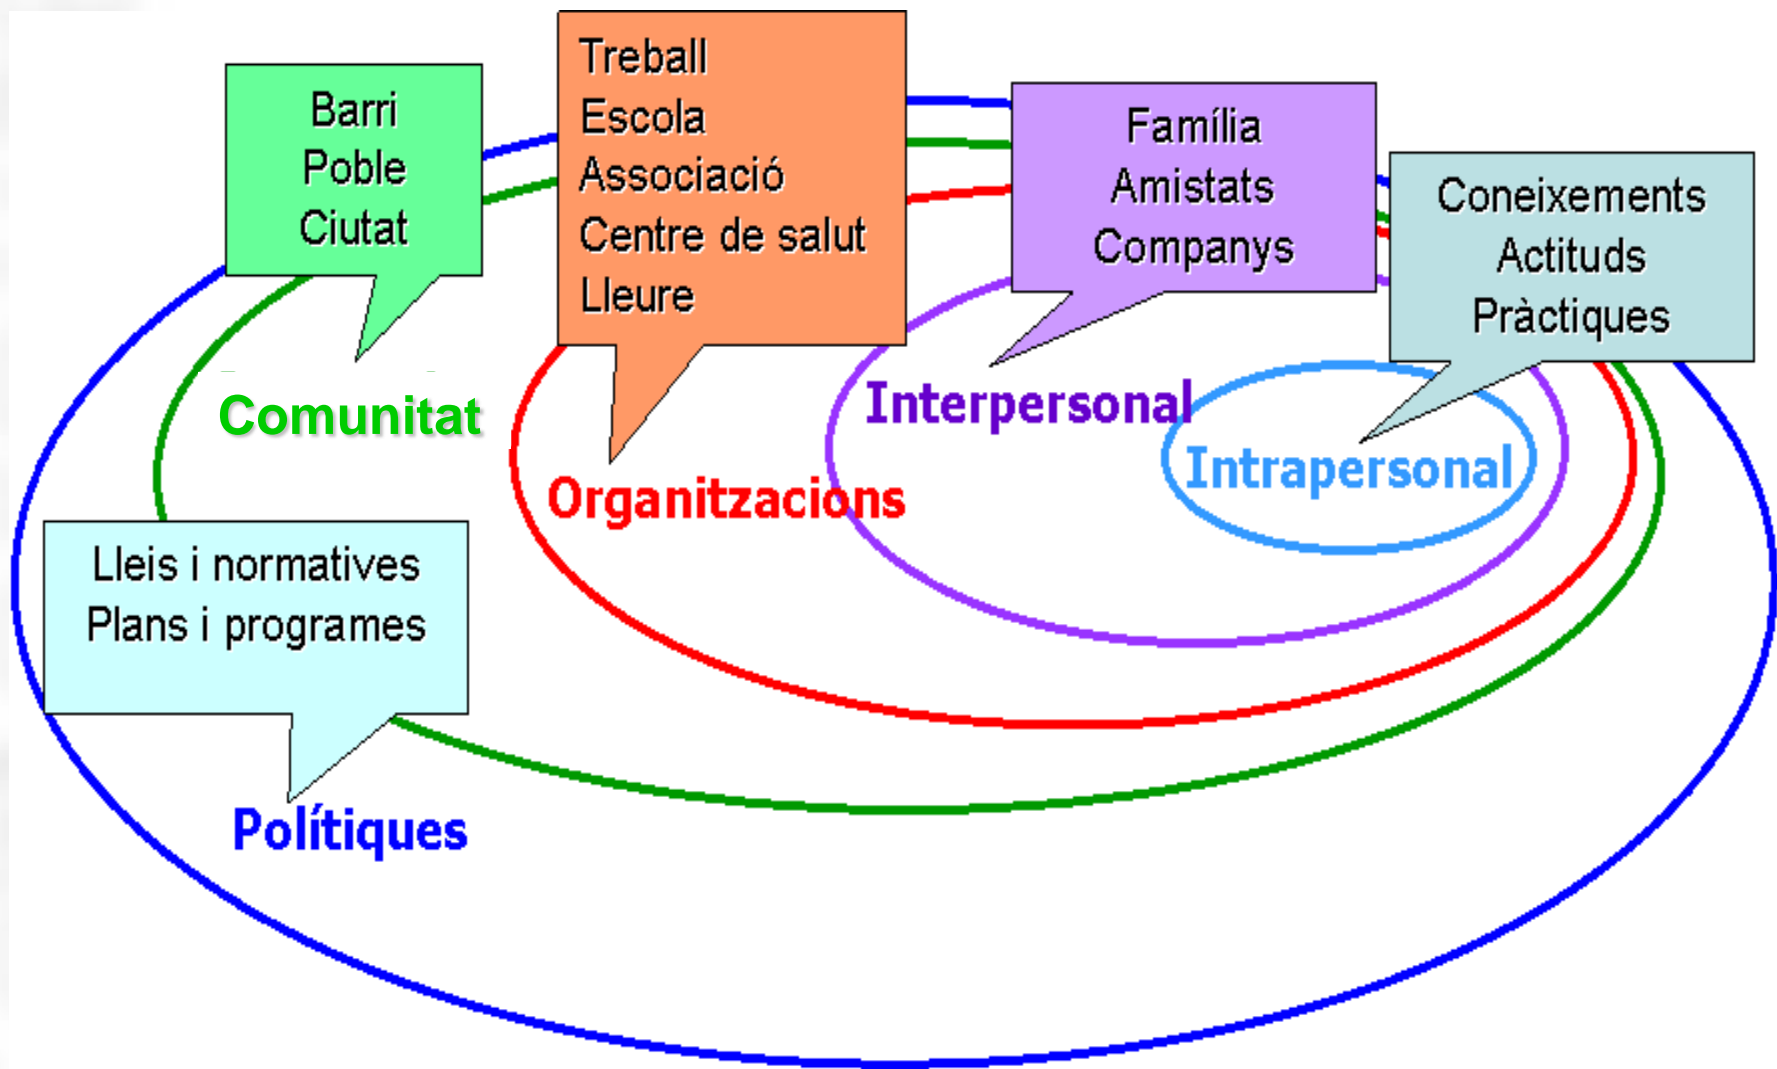 Barri
Poble
Ciutat
Comunitat
Treball
Escola
Associació
Centre de salut
Lleure
Organitzacions
Família
Amistats
Companys
Interpersonal
Coneixements
Actituds
Pràctiques
Intrapersonal
Lleis i normatives
Plans i programes
Polítiques